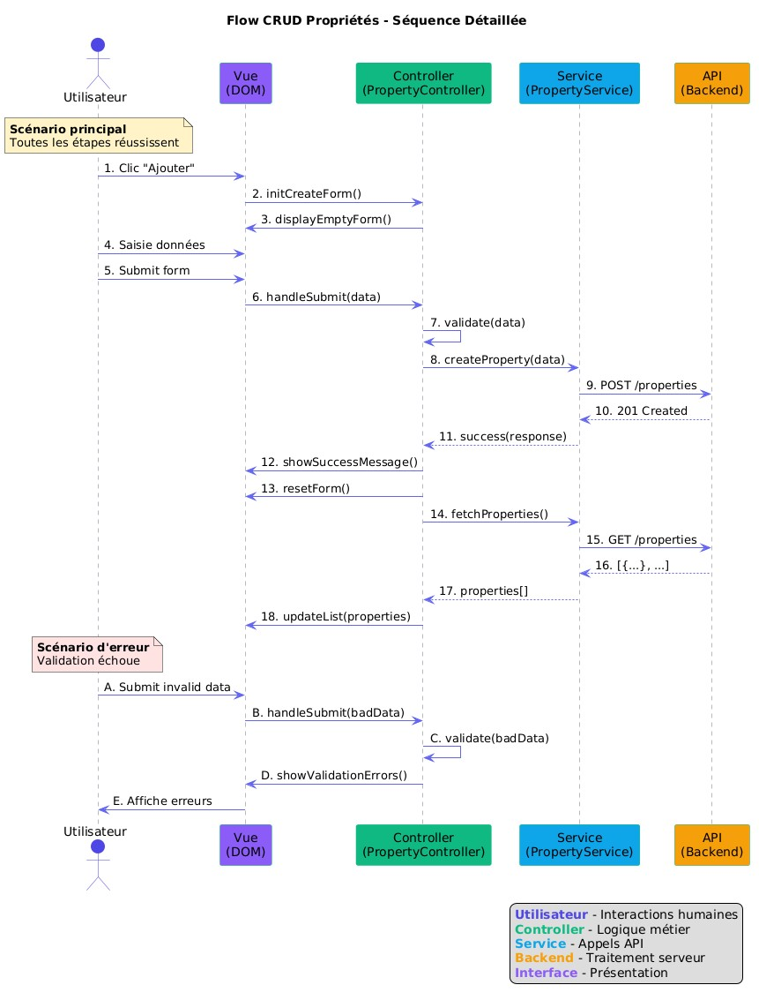 Flow CRUD Propriétés - Séquence Détaillée
Utilisateur
Vue
(DOM)
Controller
(PropertyController)
Service
(PropertyService)
API
(Backend)
Scénario principal
Toutes les étapes réussissent
1. Clic "Ajouter"
2. initCreateForm()
3. displayEmptyForm()
4. Saisie données
5. Submit form
6. handleSubmit(data)
7. validate(data)
8. createProperty(data)
9. POST /properties
10. 201 Created
11. success(response)
12. showSuccessMessage()
13. resetForm()
14. fetchProperties()
15. GET /properties
16. [{...}, ...]
17. properties[]
18. updateList(properties)
Scénario d'erreur
Validation échoue
A. Submit invalid data
B. handleSubmit(badData)
C. validate(badData)
D. showValidationErrors()
E. Affiche erreurs
Utilisateur
Vue
(DOM)
Controller
(PropertyController)
Service
(PropertyService)
API
(Backend)
Utilisateur - Interactions humaines
Controller - Logique métier
Service - Appels API
Backend - Traitement serveur
Interface - Présentation